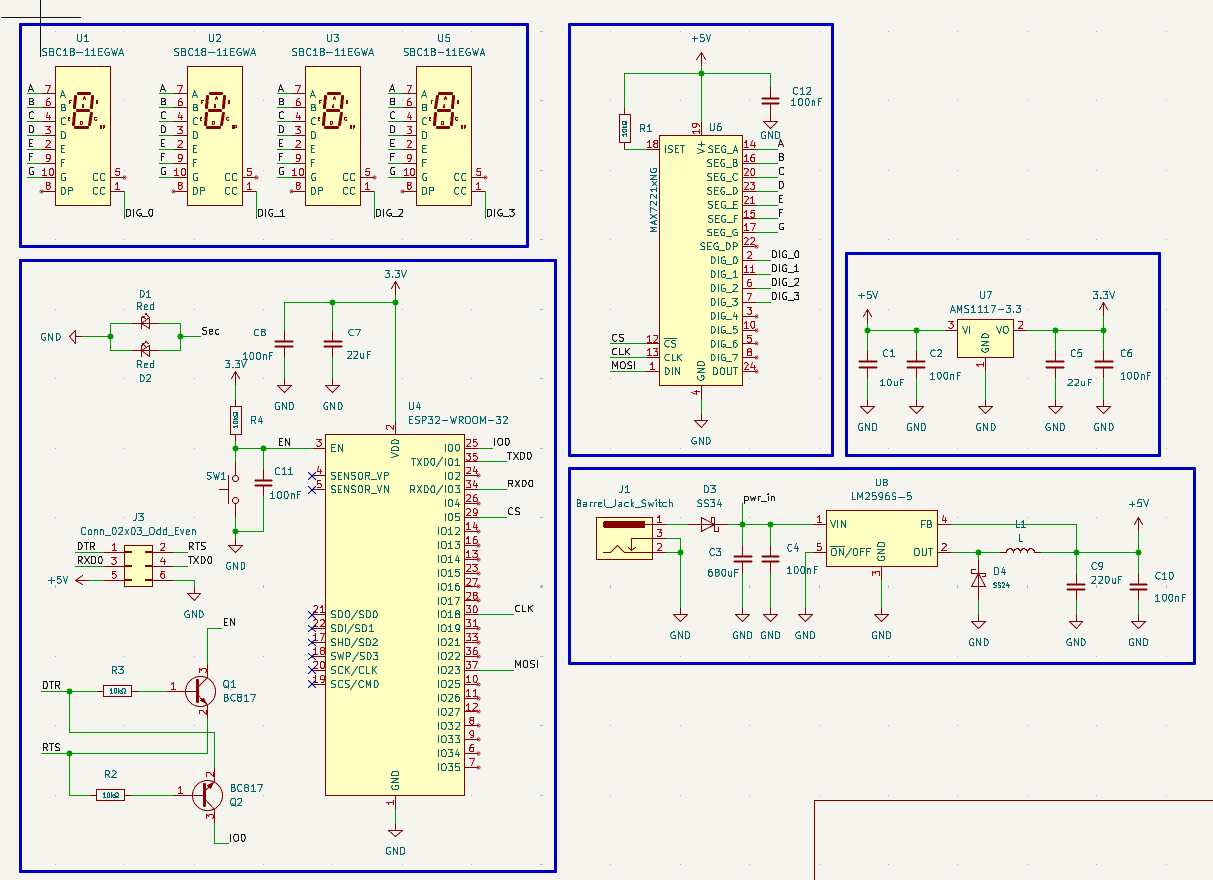 U1
SBC18-11EGWA
A 7 A
B 6 B
C 4 C
D 3 D
E 2 E
F 9 F
G 10 G CC 5
8 DP CC 1
DIG_0
U2
SBC18-11EGWA
A 7 A
B 6 B
C 4 C
D 3 D
E 2 E
F 9 F
G 10 G CC 5
8 DP CC 1
DIG_1
U3
SBC18-11EGWA
A 7 A
B 6 B
C 4 C
D 3 D
E 2 E
F 9 F
G 10 G CC 5
8 DP CC 1
DIG_2
U5
SBC18-11EGWA
A 7 A
B 6 B
C 4 C
D 3 D
E 2 E
F 9 F
G 10 G CC 5
8 DP CC 1
DIG_3
+5V
C12
100nF
GND
R1
10kΩ
U6
MAX7221xNG
19 V+
18 ISET
SEG_A 14 A
SEG_B 16 B
SEG_C 20 C
SEG_D 23 D
SEG_E 21 E
SEG_F 15 F
SEG_G 17 G
SEG_DP 22
DIG_0 2 DIG_0
DIG_1 11 DIG_1
DIG_2 6 DIG_2
DIG_3 7 DIG_3
DIG_4 3
DIG_5 10
CS 12 CS DIG_6 5
CLK 13 CLK DIG_7 8
MOSI 1 DIN DOUT 24
GND 4
GND
+5V
U7
AMS1117-3.3
3.3V
3 VI VO 2
GND
1
C1
10uF
C2
100nF
C5
22uF
C6
100nF
GND
GND
GND
GND
GND
J1
Barrel_Jack_Switch
1
3
2
GND
D3
SS34
pwr_in
C3
680uF
C4
100nF
GND
GND
GND
U8
LM2596S-5
1 VIN FB 4
5 ON/OFF GND OUT 2
3
GND
L1
L
D4
SS24
GND
+5V
C9
220uF
C10
100nF
GND
GND
D1
Red
GND
Sec
Red
D2
3.3V
C8
100nF
C7
22uF
GND
GND
3.3V
R4
10kΩ
EN
SW1
C11
100nF
GND
U4
ESP32-WROOM-32
2
VDD
3 EN
4 SENSOR_VP
5 SENSOR_VN
21 SDO/SD0
22 SDI/SD1
17 SHD/SD2
18 SWP/SD3
20 SCK/CLK
19 SCS/CMD
IO0 25 IO0
TXD0/IO1 35 TXD0
IO2 24
RXD0/IO3 34 RXD0
IO4 26
IO5 29 CS
IO12 14
IO13 16
IO14 13
IO15 23
IO16 27
IO17 28
IO18 30 CLK
IO19 31
IO21 33
IO22 36
IO23 37 MOSI
IO25 10
IO26 11
IO27 12
IO32 8
IO33 9
IO34 6
IO35 7
GND
1
GND
J3
Conn_02x03_Odd_Even
DTR 1 2 RTS
RXD0 3 4 TXD0
+5V 5 6
GND
EN
R3
DTR 10kΩ 1 3 Q1
BC817
2
RTS
R2
10kΩ 1 2 BC817
Q2
3
IO0